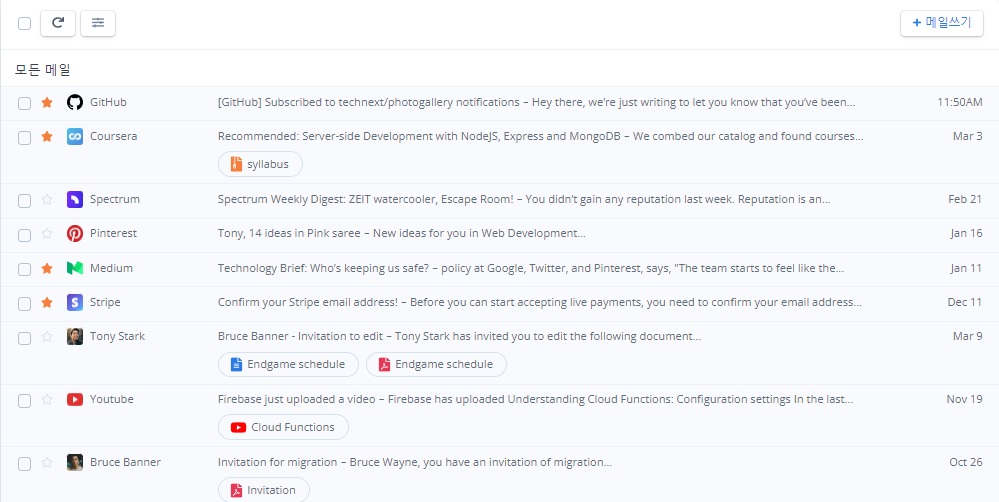 + 메일쓰기
모든 메일
GitHub [GitHub] Subscribed to technext/photogallery notifications – Hey there, we’re just writing to let you know that you’ve been... 11:50AM
Coursera Recommended: Server-side Development with NodeJS, Express and MongoDB – We combed our catalog and found courses... Mar 3
syllabus
Spectrum Spectrum Weekly Digest: ZEIT watercooler, Escape Room! – You didn't gain any reputation last week. Reputation is an... Feb 21
Pinterest Tony, 14 ideas in Pink saree – New ideas for you in Web Development... Jan 16
Medium Technology Brief: Who’s keeping us safe? – policy at Google, Twitter, and Pinterest, says, "The team starts to feel like the... Jan 11
Stripe Confirm your Stripe email address! – Before you can start accepting live payments, you need to confirm your email address... Dec 11
Tony Stark Bruce Banner - Invitation to edit – Tony Stark has invited you to edit the following document... Mar 9
Endgame schedule Endgame schedule
Youtube Firebase just uploaded a video – Firebase has uploaded Understanding Cloud Functions: Configuration settings In the last... Nov 19
Cloud Functions
Bruce Banner Invitation for migration – Bruce Wayne, you have an invitation of migration... Oct 26
Invitation